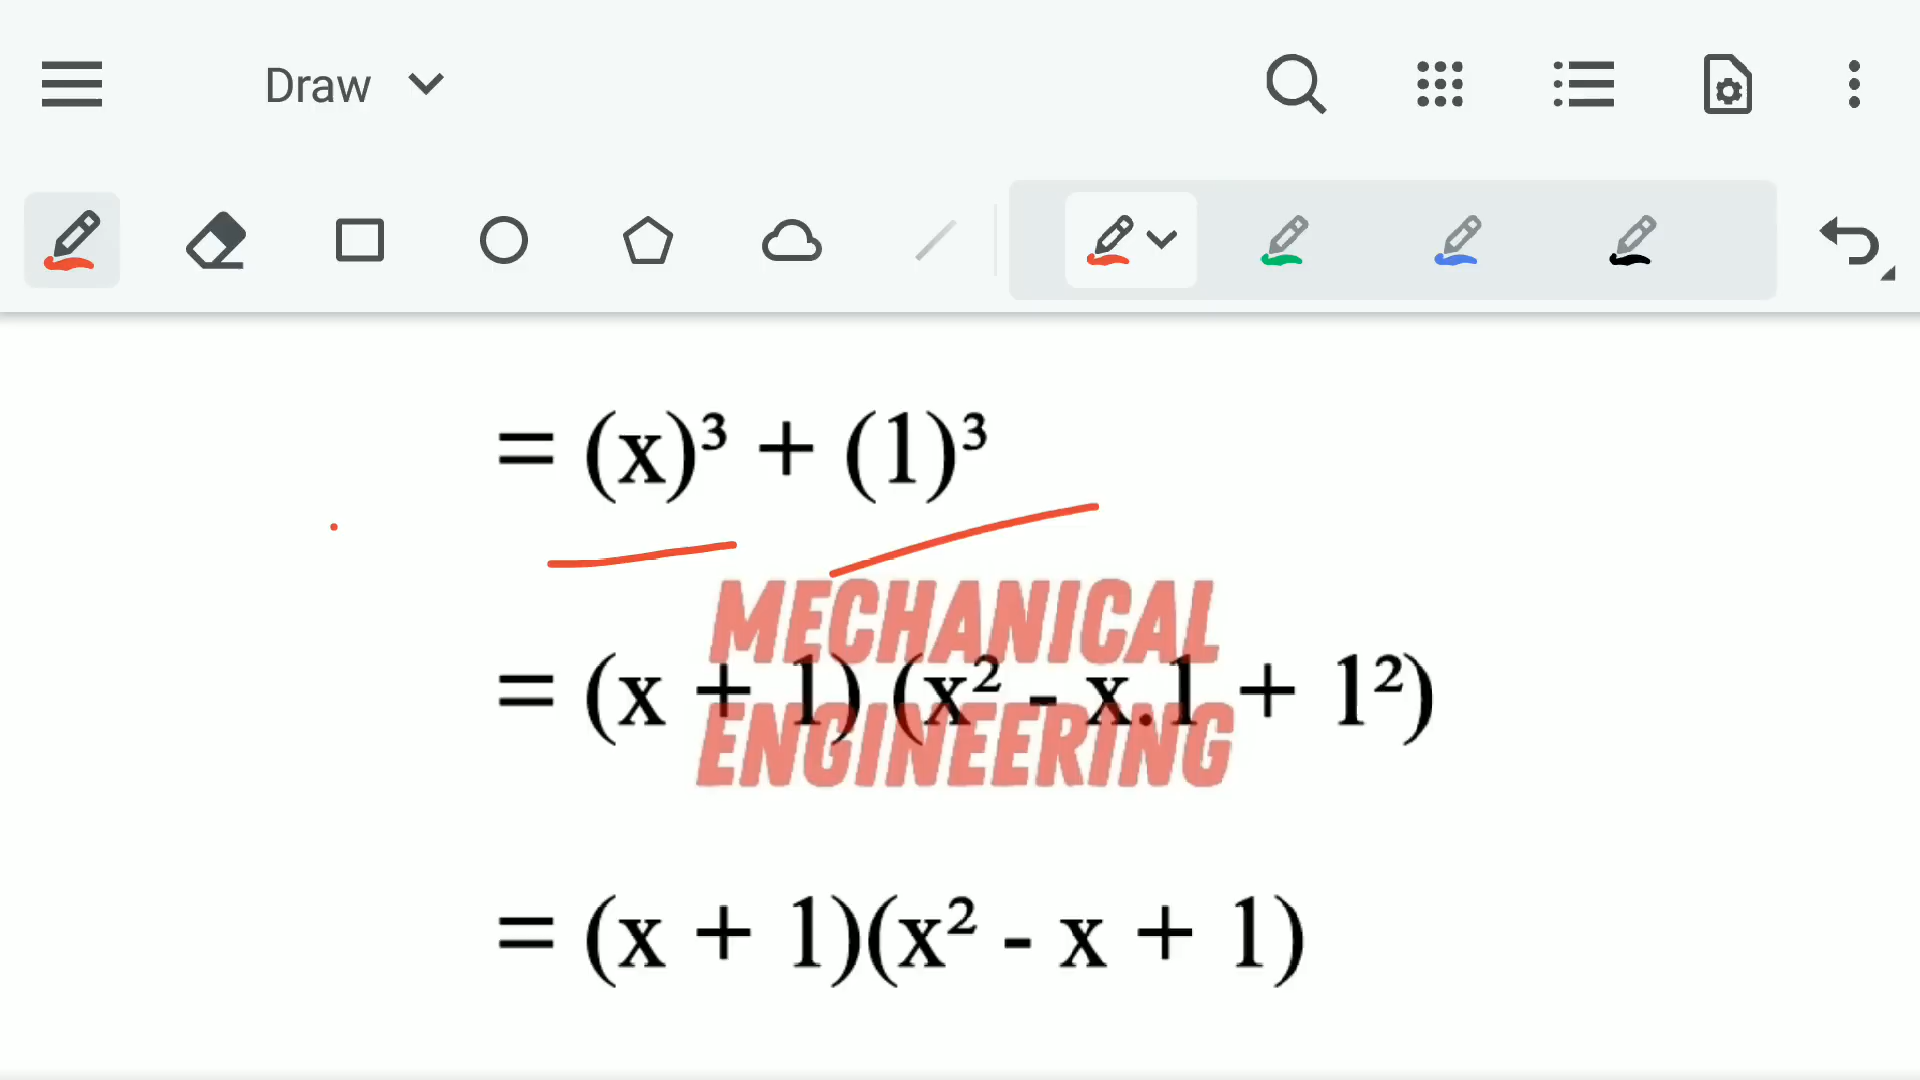 Draw
= (x)³ + (1)³
= (x + 1) (x² - x.1 + 1²)
MECHANICAL
ENGINEERING
= (x + 1)(x² - x + 1)